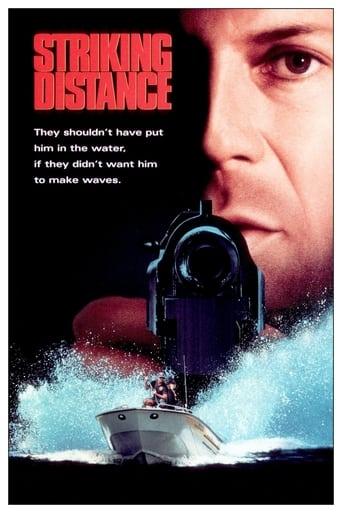 STRIKING
DISTANCE
They shouldn't have put
him in the water,
if they didn't want him
to make waves.